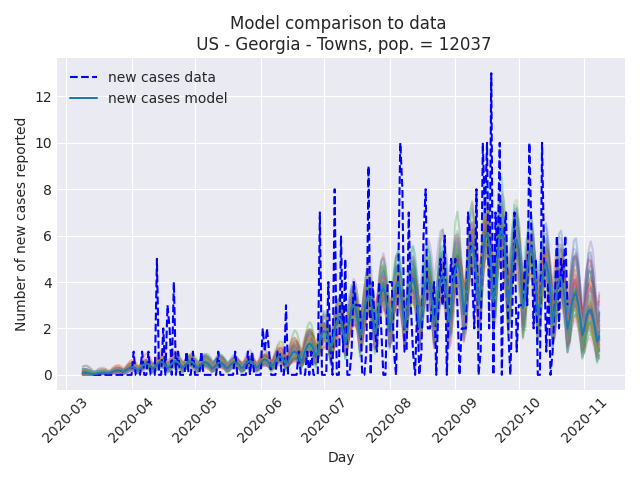 Model comparison to data
US - Georgia - Towns, pop. = 12037
new cases data
new cases model
Number of new cases reported
12
10
8
6
4
2
0
2020-03
2020-04
2020-05
2020-06
2020-07
2020-08
2020-09
2020-10
2020-11
Day